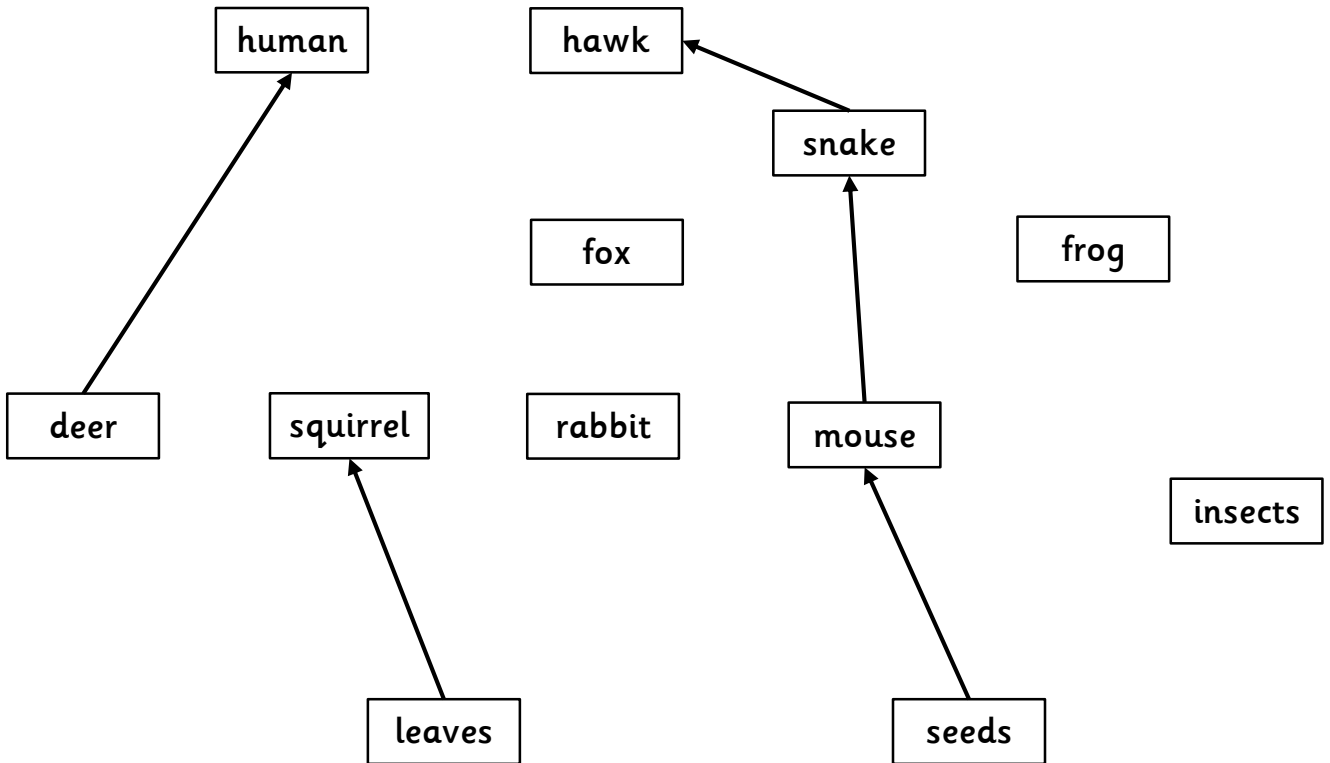 human
hawk
snake
fox
frog
deer
squirrel
rabbit
mouse
insects
leaves
seeds